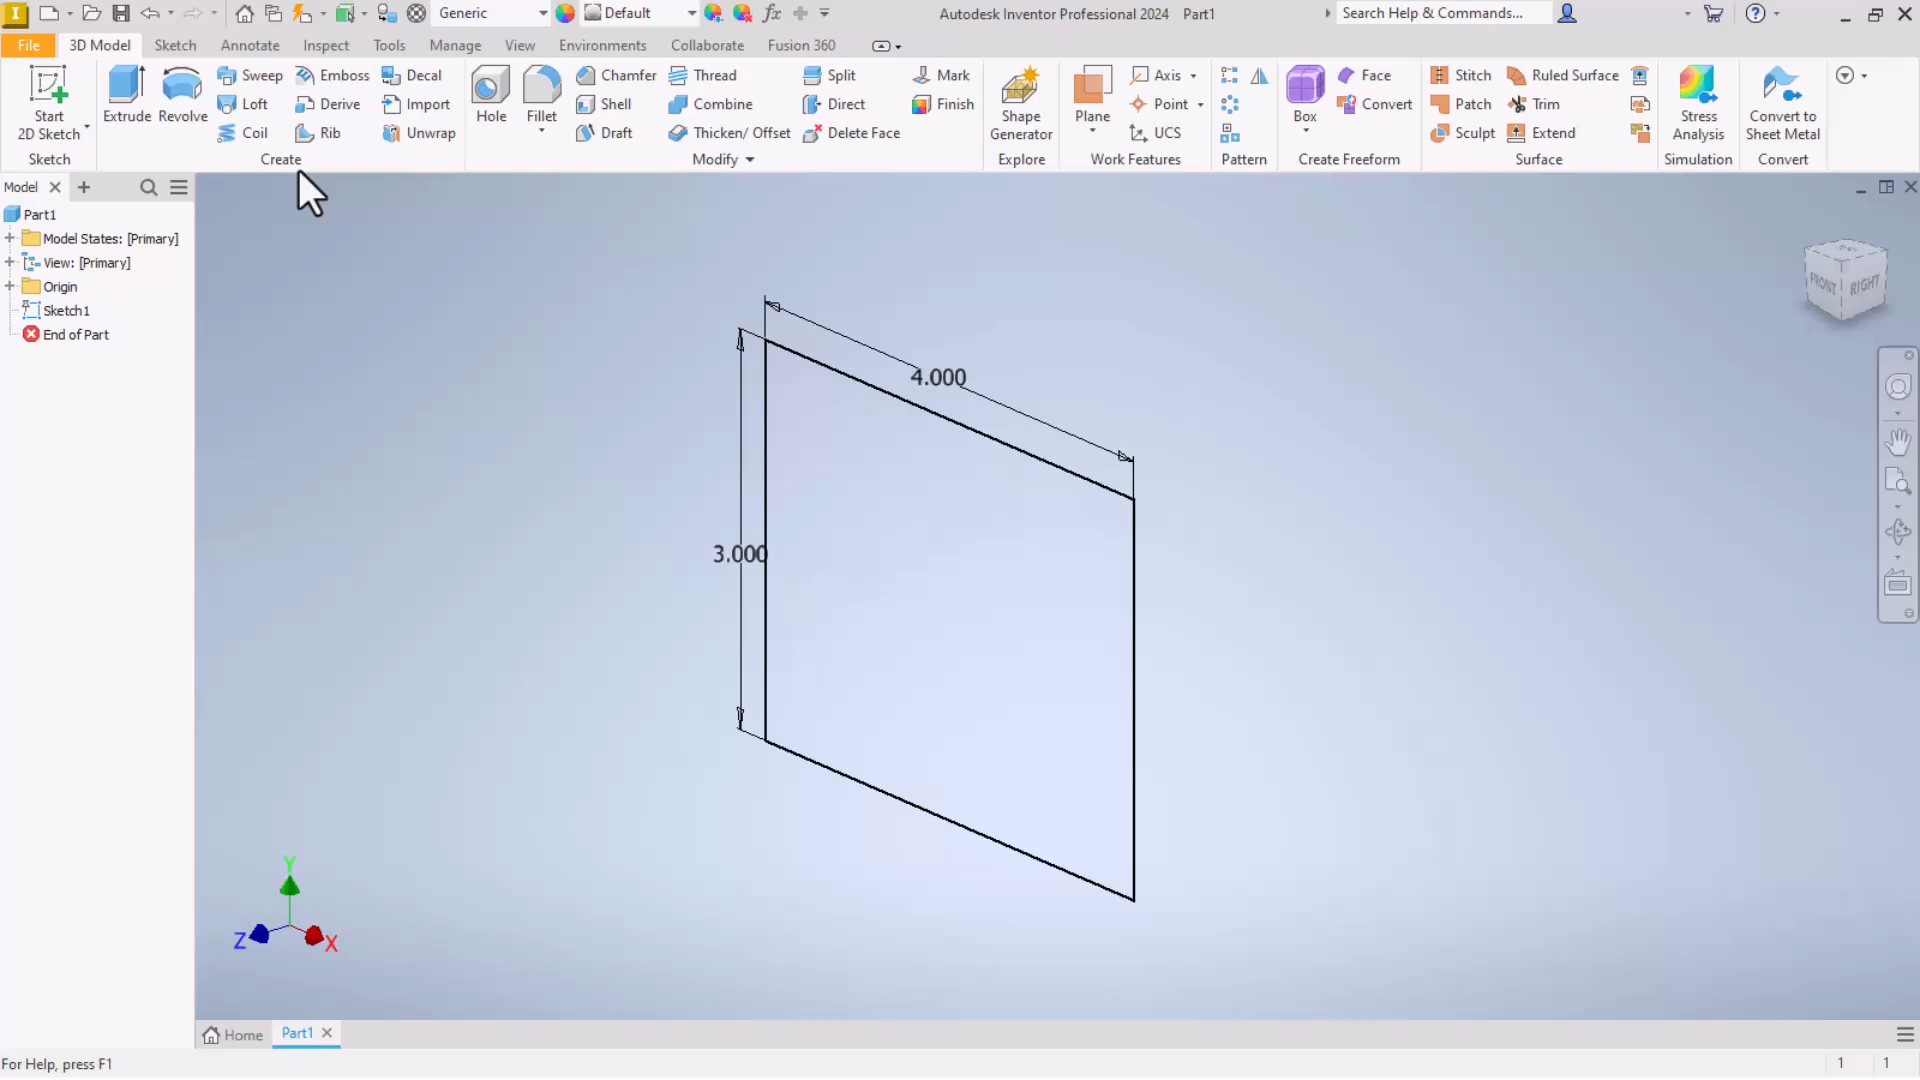 I Generic Default fx Autodesk Inventor Professional 2024 Part1 Search Help & Commands... ?
File 3D Model Sketch Annotate Inspect Tools Manage View Environments Collaborate Fusion 360
Start 2D Sketch
Sketch
Extrude Revolve
Sweep Emboss Decal
Loft Derive Import
Coil Rib Unwrap
Create
Hole Fillet
Chamfer Thread Split Mark
Shell Combine Direct Finish
Draft Thicken/ Offset Delete Face
Modify
Shape Generator
Explore
Plane
Axis
Point
UCS
Work Features
Pattern
Box
Face
Convert
Create Freeform
Stitch Ruled Surface
Patch Trim
Sculpt Extend
Surface
Stress Analysis
Simulation
Convert to Sheet Metal
Convert
Model
Part1
Model States: [Primary]
View: [Primary]
Origin
Sketch1
End of Part
4.000
3.000
FRONT RIGHT
Y
Z X
Home Part1
For Help, press F1 1 1